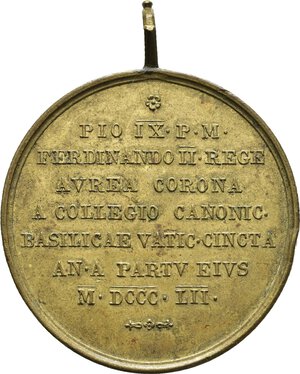 PIO IX·P·M·
FERDINANDO II·REGE
AVREA CORONA
A COLLEGIO CANONIC·
BASILICAE VATIC·CINCTA
AN·A PARTV EIVS
M·DCCC·LII·